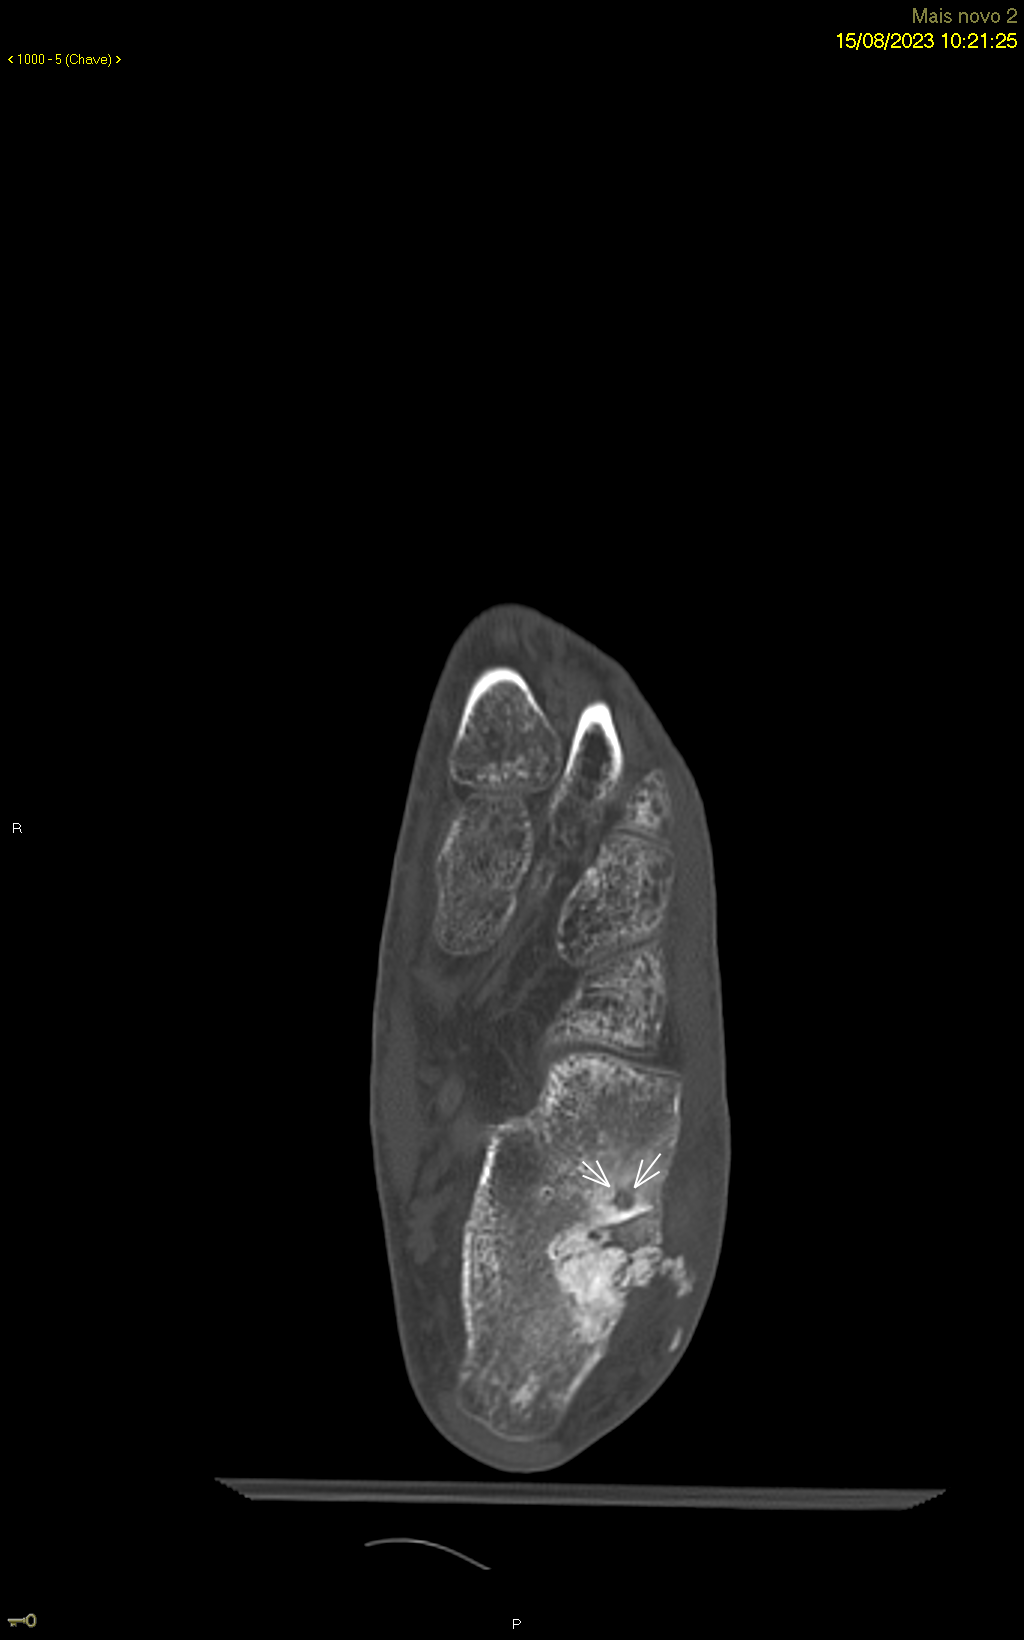 Mais novo 2
15/08/2023 10:21:25
< 1000 - 5 (Chave) >
R
P